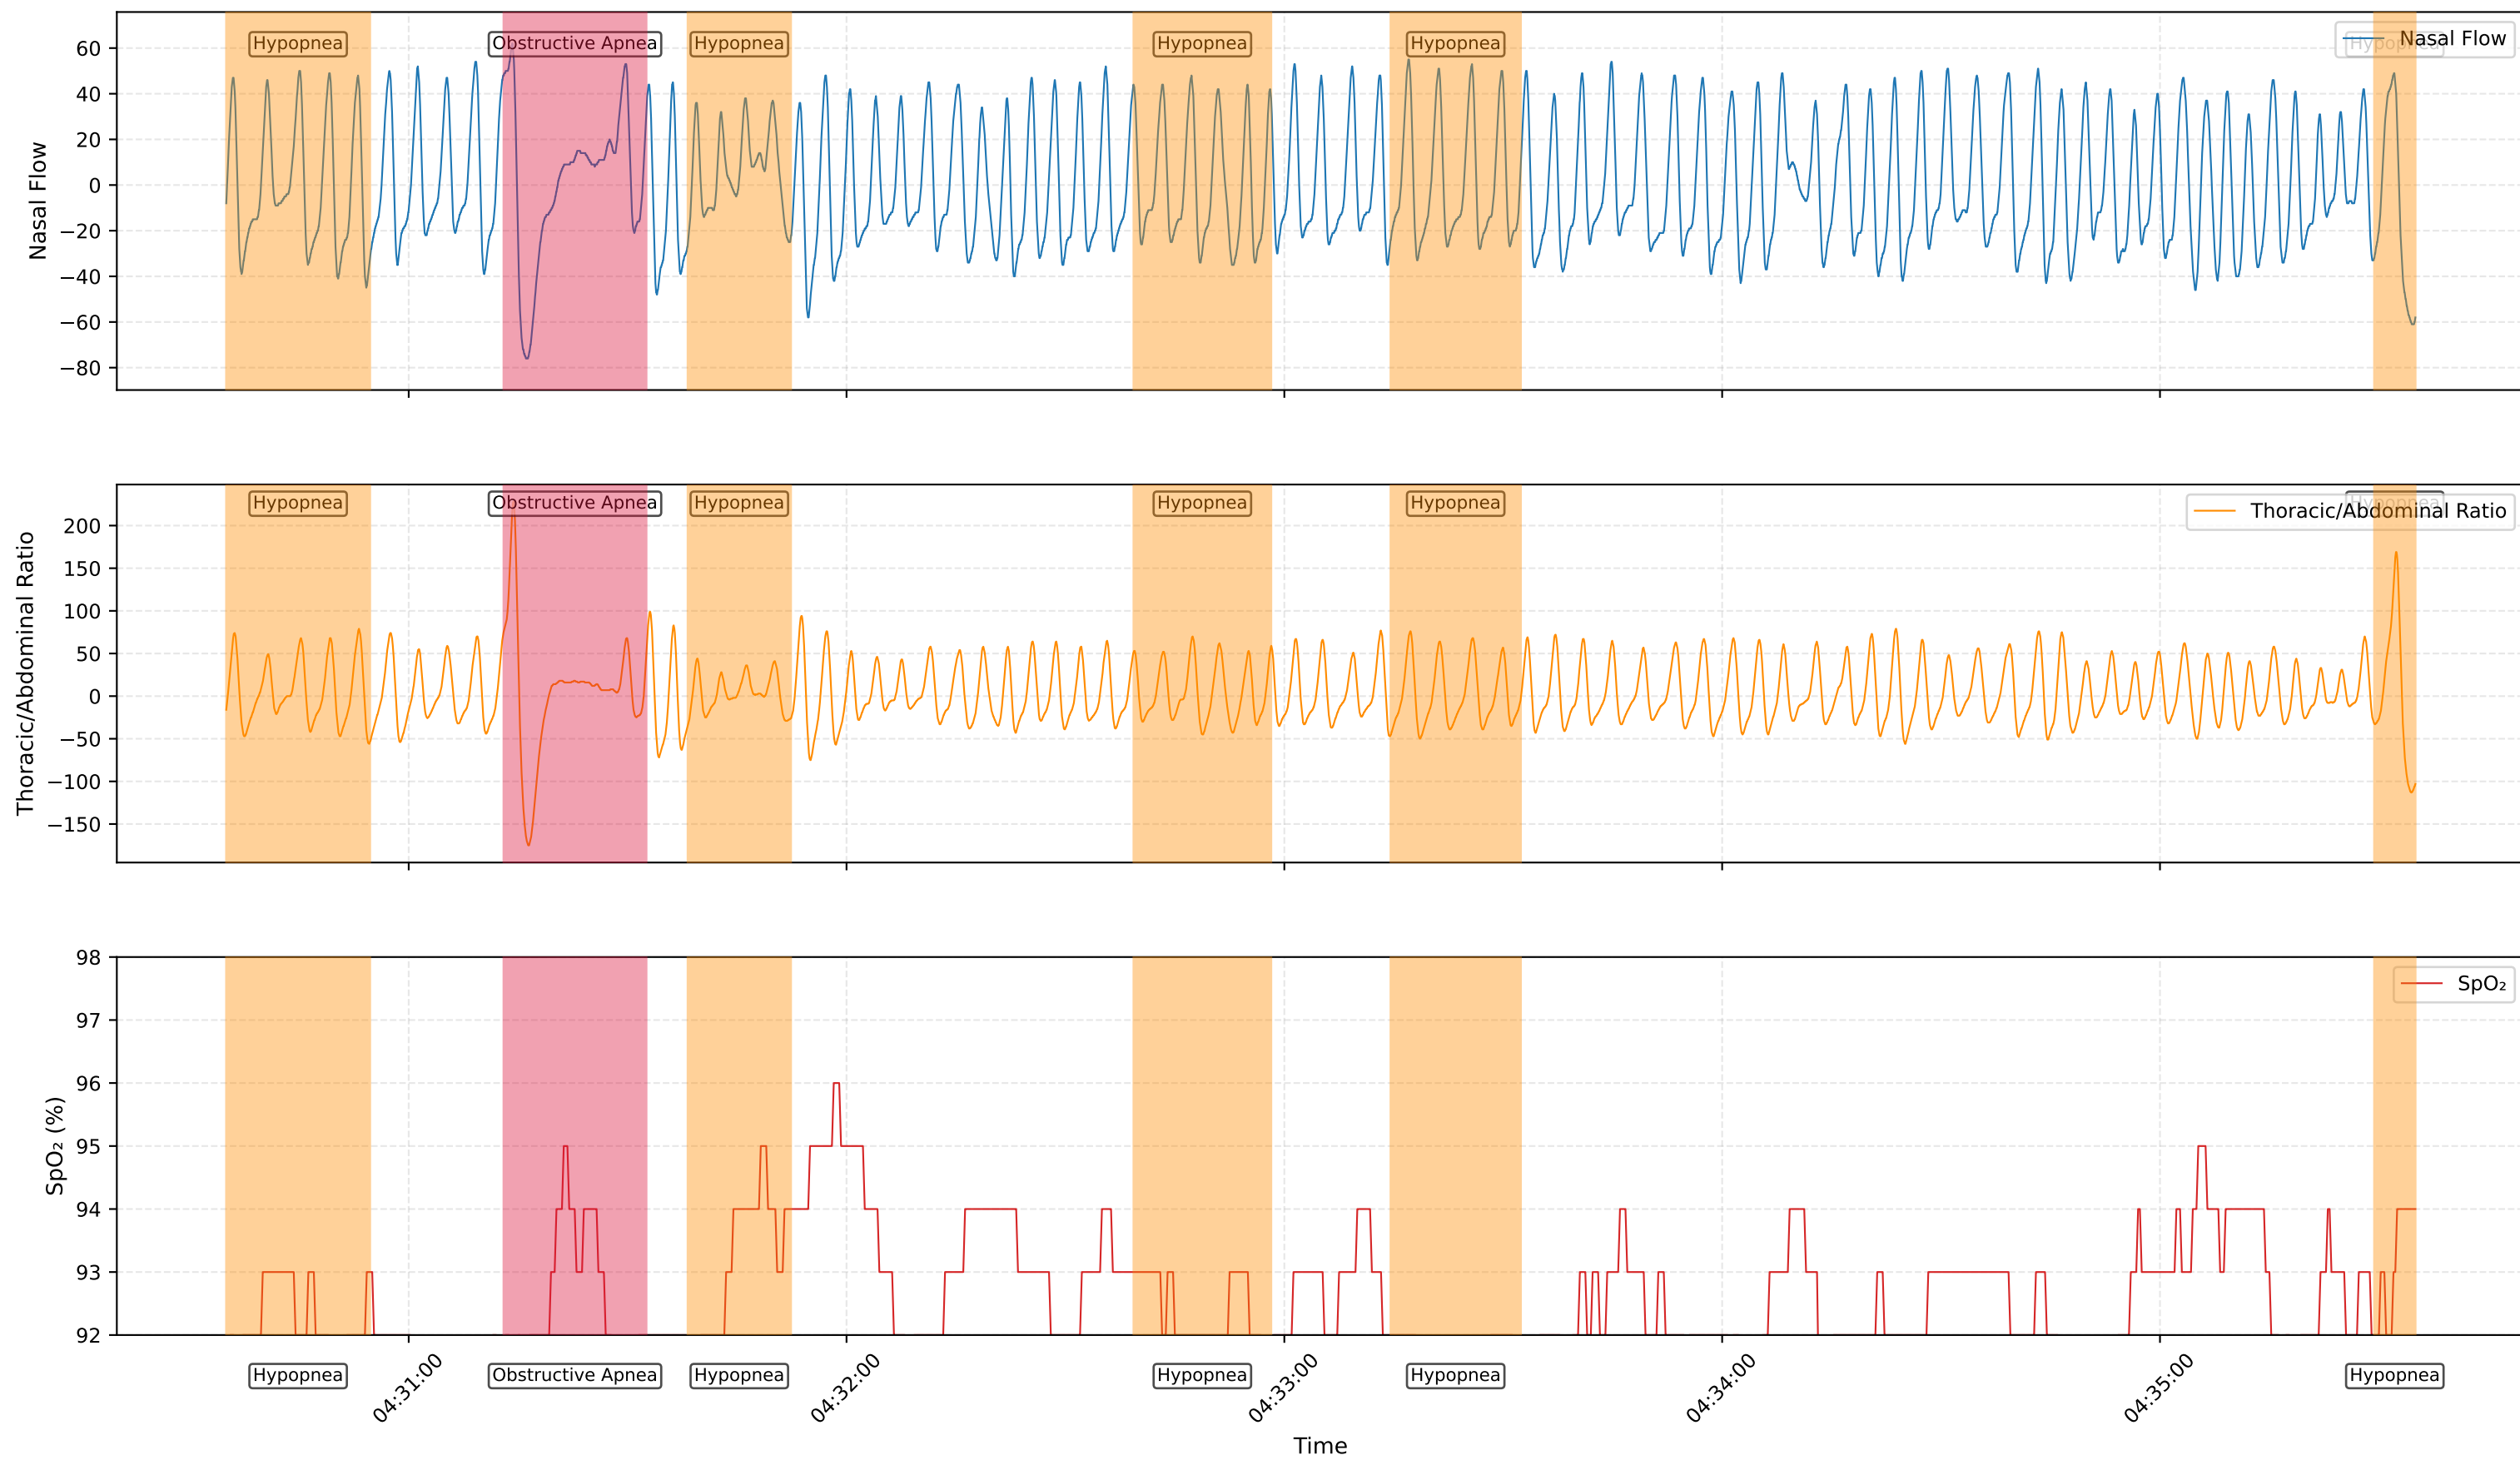 Hypopnea
Obstructive Apnea
Hypopnea
Hypopnea
Hypopnea
Hypopnea
Nasal Flow
60
40
20
0
−20
−40
−60
−80
Nasal Flow
Hypopnea
Obstructive Apnea
Hypopnea
Hypopnea
Hypopnea
Hypopnea
Thoracic/Abdominal Ratio
200
150
100
50
0
−50
−100
−150
Thoracic/Abdominal Ratio
SpO₂
98
97
96
95
94
93
92
SpO₂ (%)
Hypopnea
Obstructive Apnea
Hypopnea
Hypopnea
Hypopnea
Hypopnea
04:31:00
04:32:00
04:33:00
04:34:00
04:35:00
Time